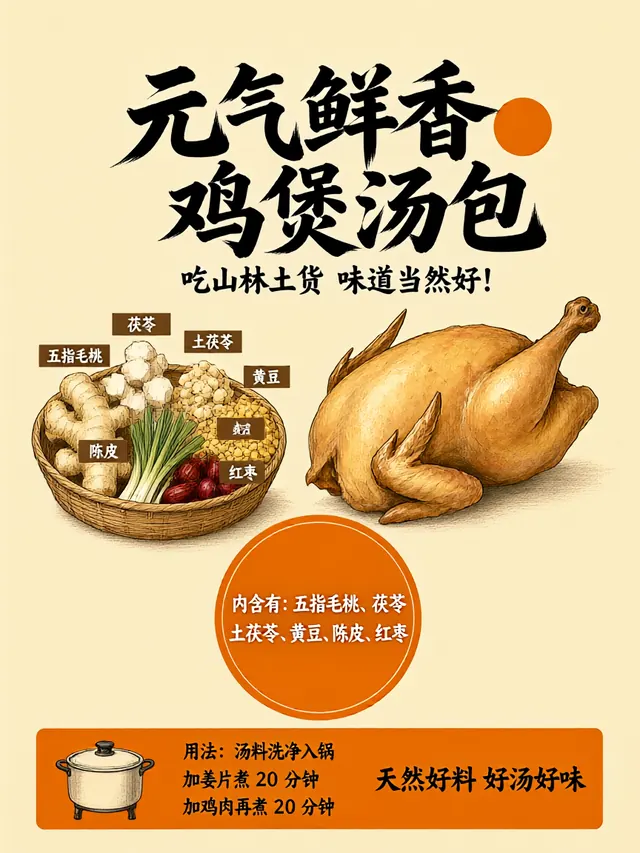 元气鲜香
鸡煲汤包
吃山林土货 味道当然好！
茯苓
土茯苓
五指毛桃
黄豆
陈皮
红枣
内含有：五指毛桃、茯苓
土茯苓、黄豆、陈皮、红枣
用法：汤料洗净入锅
加姜片煮 20 分钟
加鸡肉再煮 20 分钟
天然好料 好汤好味